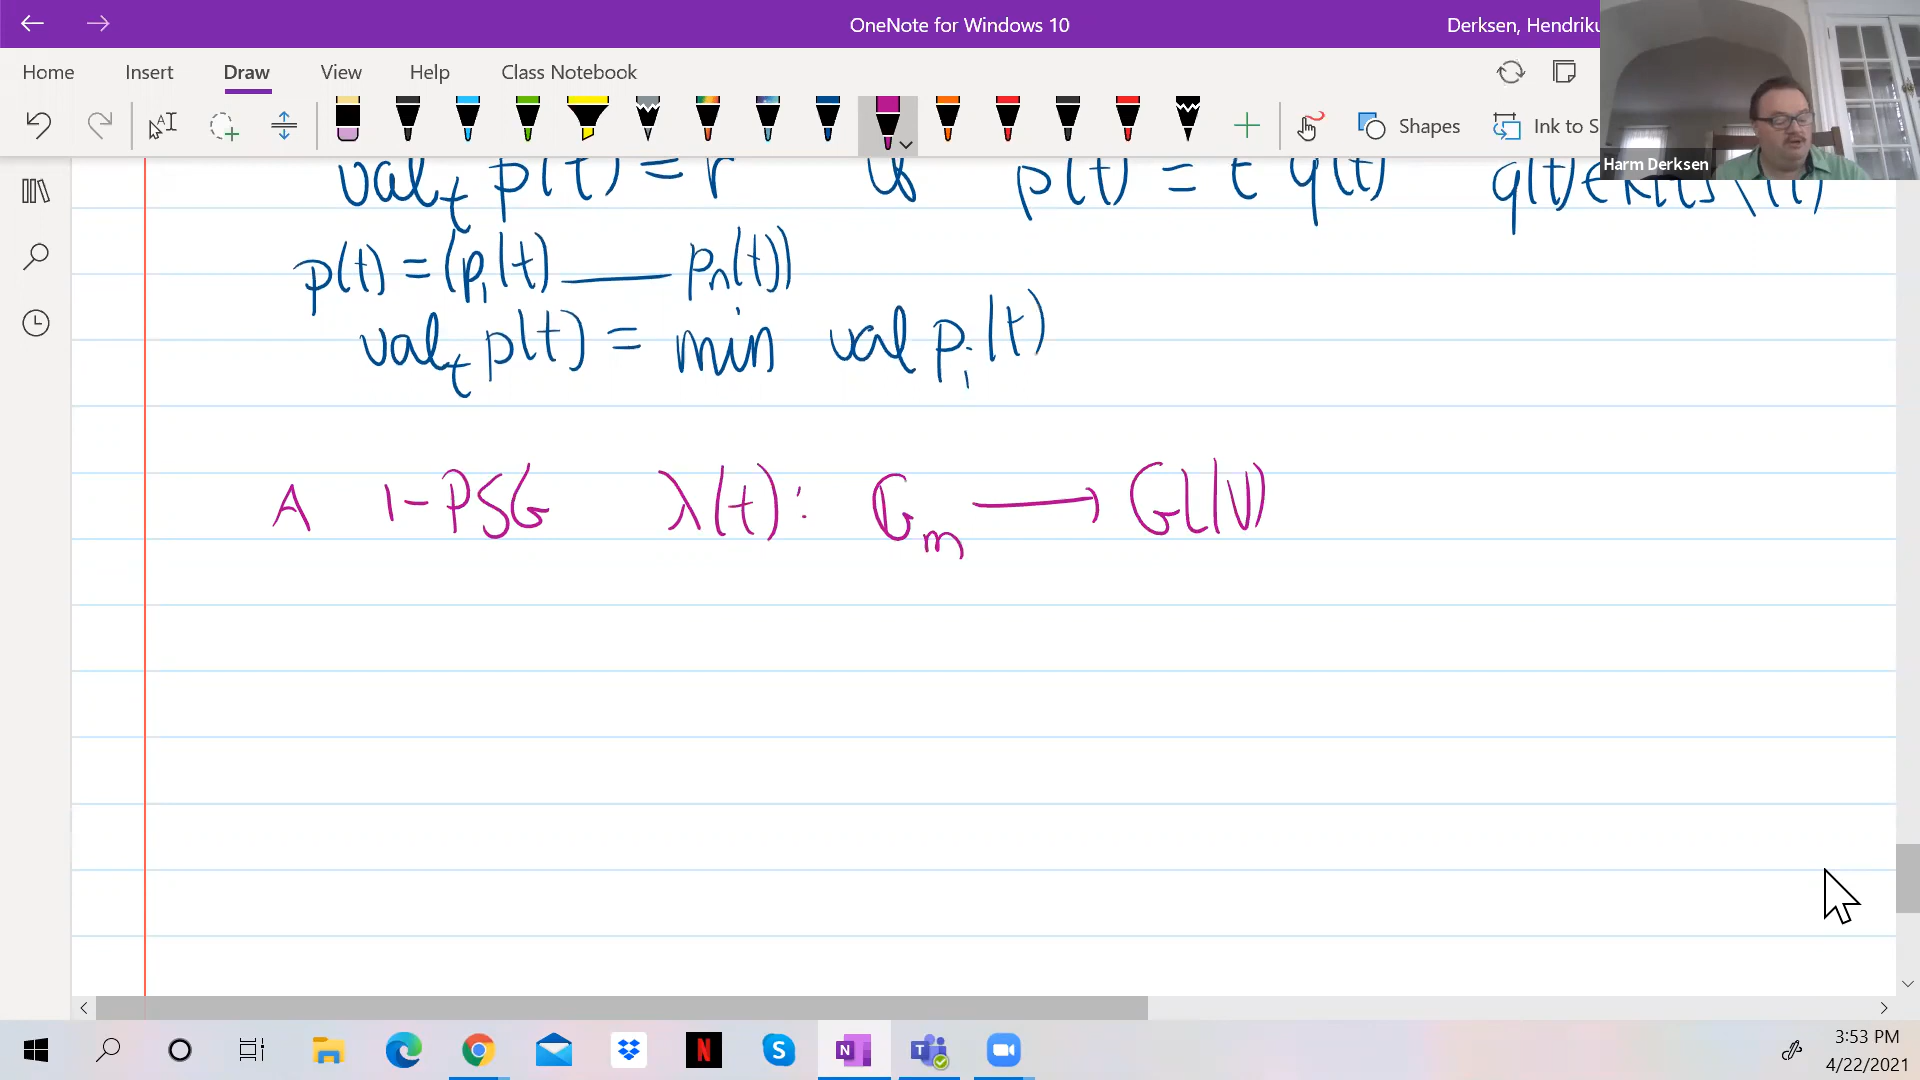 OneNote for Windows 10
Derksen, Hendriku
Home Insert Draw View Help Class Notebook
Shapes
Ink to S
Harm Derksen
val_t p(t) = r if p(t) = t q(t)
p(t) = (p_1(t) —— p_n(t))
val_t p(t) = min val p_i(t)
A 1-PSG λ(t): G_m ⟶ GL(V)
3:53 PM
4/22/2021